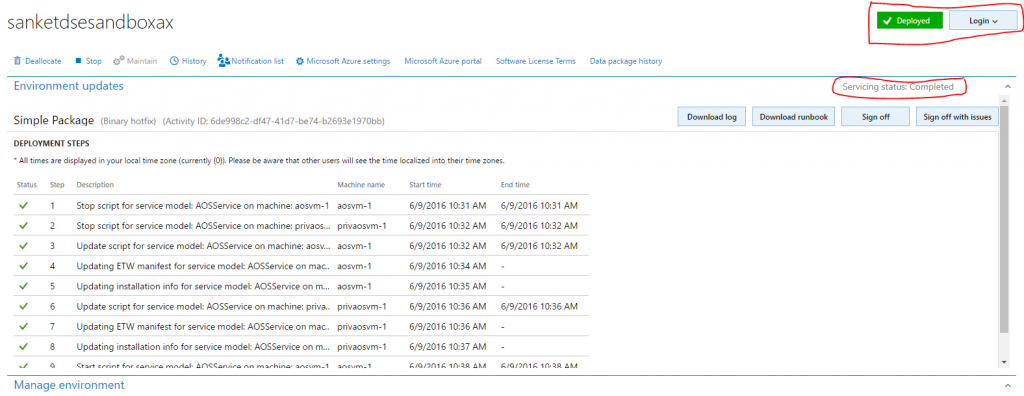 sanketdsesandboxax
Deployed
Login
Deallocate Stop Maintain History Notification list Microsoft Azure settings Microsoft Azure portal Software License Terms Data package history
Environment updates
Servicing status: Completed
Simple Package (Binary hotfix) (Activity ID: 6de998c2-df47-41d7-be74-b2693e1970bb)
Download log Download runbook Sign off Sign off with issues
DEPLOYMENT STEPS
* All times are displayed in your local time zone (currently {0}). Please be aware that other users will see the time localized into their time zones.
Status Step Description Machine name Start time End time
1 Stop script for service model: AOSService on machine: aosvm-1 aosvm-1 6/9/2016 10:31 AM 6/9/2016 10:31 AM
2 Stop script for service model: AOSService on machine: privaos... privaosvm-1 6/9/2016 10:32 AM 6/9/2016 10:32 AM
3 Update script for service model: AOSService on machine: aosv... aosvm-1 6/9/2016 10:32 AM 6/9/2016 10:32 AM
4 Updating ETW manifest for service model: AOSService on mac... aosvm-1 6/9/2016 10:34 AM -
5 Updating installation info for service model: AOSService on m... aosvm-1 6/9/2016 10:35 AM -
6 Update script for service model: AOSService on machine: priva... privaosvm-1 6/9/2016 10:36 AM 6/9/2016 10:36 AM
7 Updating ETW manifest for service model: AOSService on mac... privaosvm-1 6/9/2016 10:36 AM -
8 Updating installation info for service model: AOSService on m... privaosvm-1 6/9/2016 10:37 AM -
9 Start script for service model: AOSService on machine: aosvm-1 aosvm-1 6/9/2016 10:38 AM 6/9/2016 10:38 AM
Manage environment